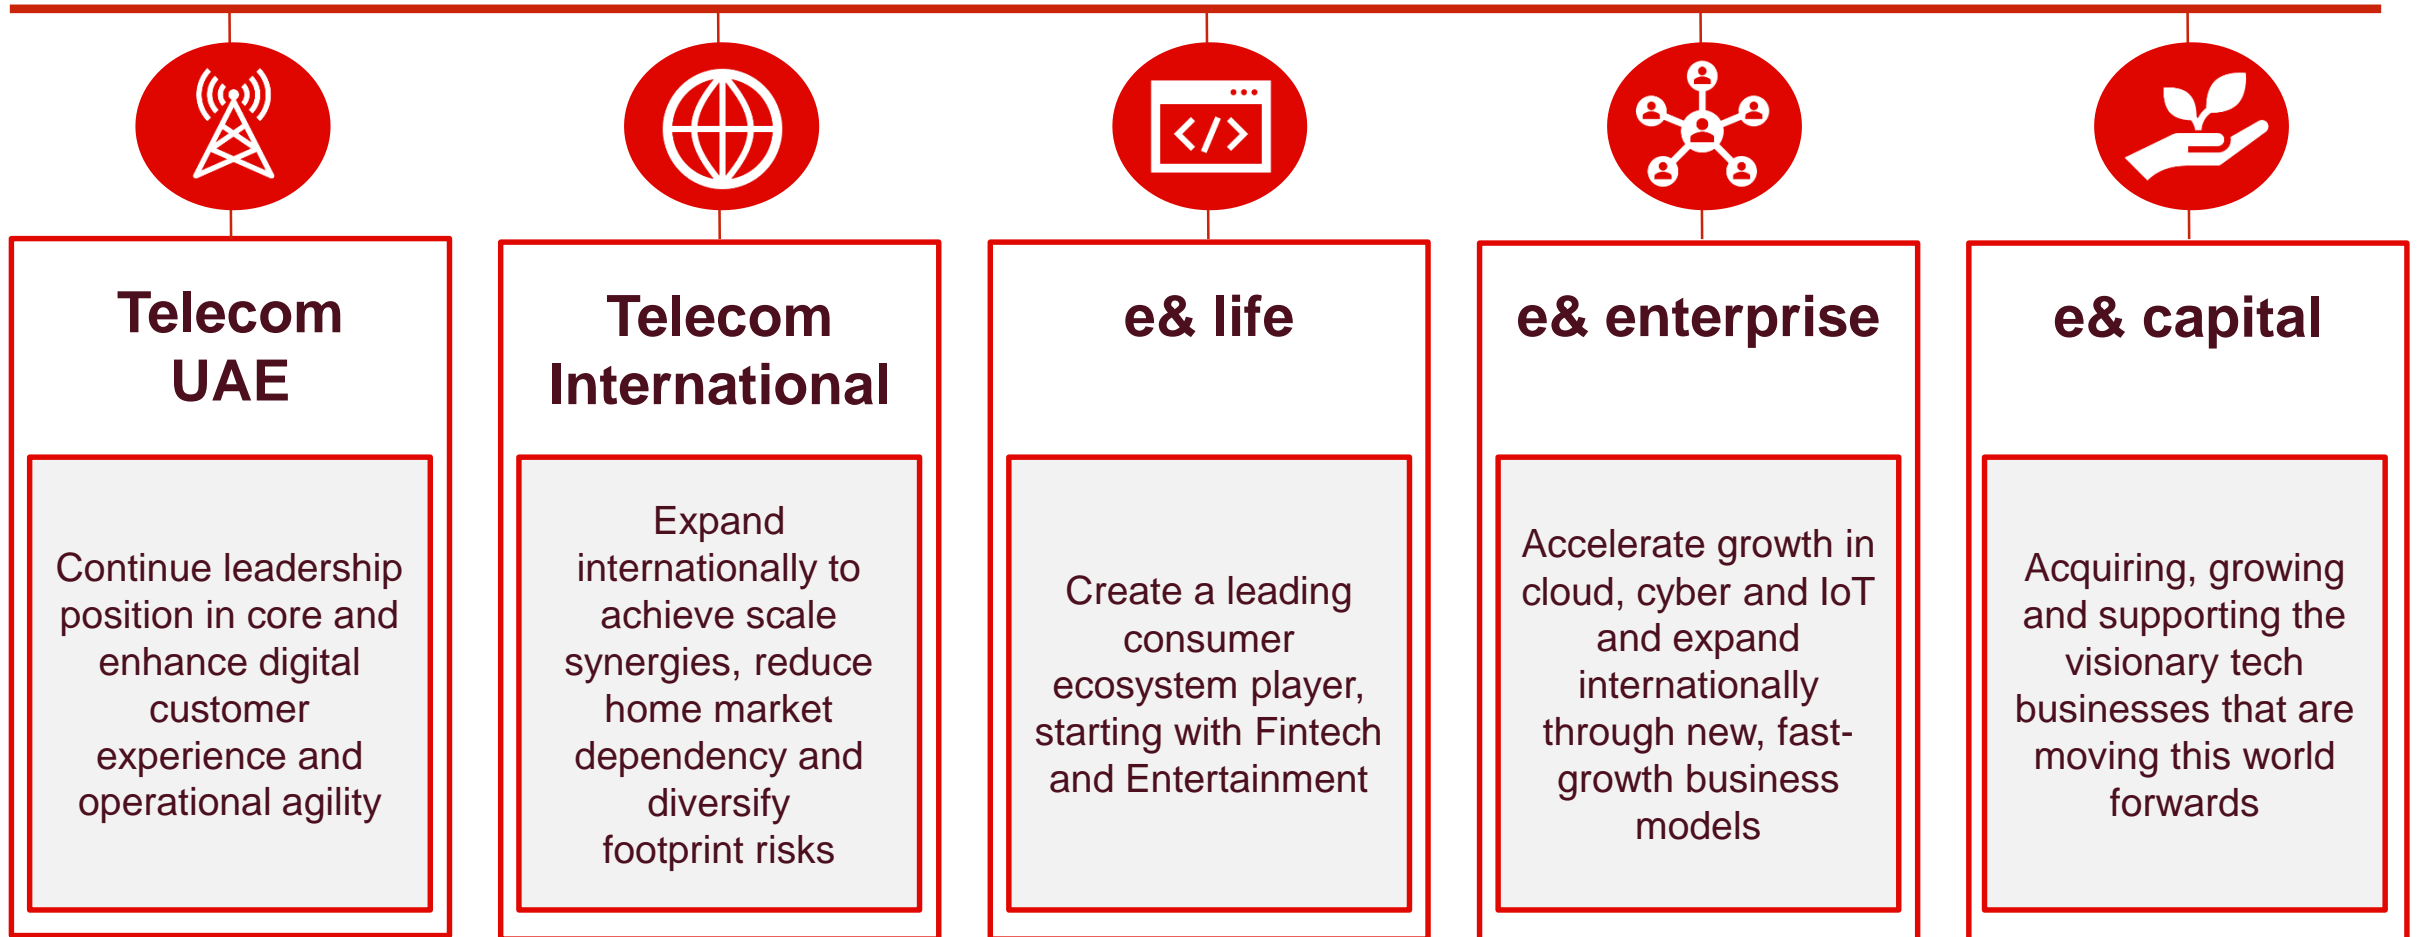 Telecom
UAE
Continue leadership
position in core and
enhance digital
customer
experience and
operational agility
Telecom
International
Expand
internationally to
achieve scale
synergies, reduce
home market
dependency and
diversify
footprint risks
e& life
Create a leading
consumer
ecosystem player,
starting with Fintech
and Entertainment
e& enterprise
Accelerate growth in
cloud, cyber and IoT
and expand
internationally
through new, fast-
growth business
models
e& capital
Acquiring, growing
and supporting the
visionary tech
businesses that are
moving this world
forwards